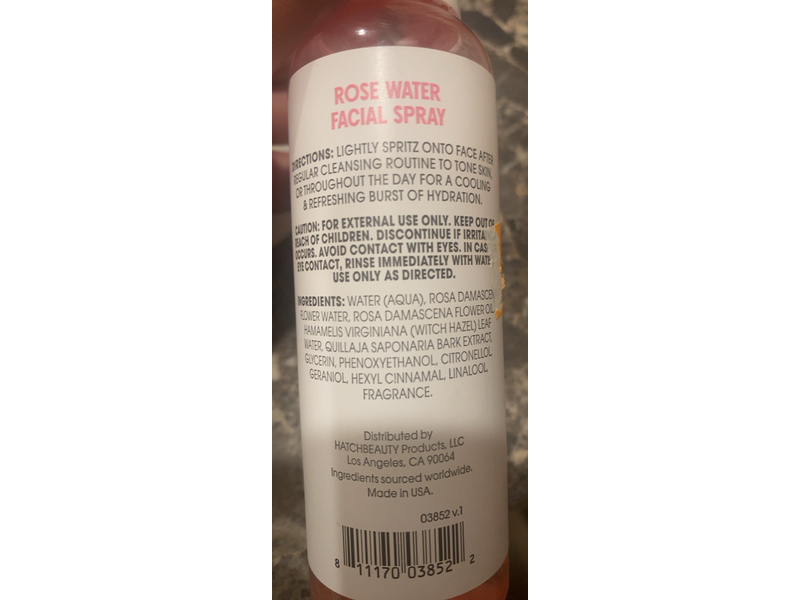 ROSE WATER
FACIAL SPRAY
DIRECTIONS: LIGHTLY SPRITZ ONTO FACE AFTER
REGULAR CLEANSING ROUTINE TO TONE SKIN,
OR THROUGHOUT THE DAY FOR A COOLING
& REFRESHING BURST OF HYDRATION.
CAUTION: FOR EXTERNAL USE ONLY. KEEP OUT OF
REACH OF CHILDREN. DISCONTINUE IF IRRITA
OCCURS. AVOID CONTACT WITH EYES. IN CAS
EYE CONTACT, RINSE IMMEDIATELY WITH WATE
USE ONLY AS DIRECTED.
INGREDIENTS: WATER (AQUA), ROSA DAMASCEN
FLOWER WATER, ROSA DAMASCENA FLOWER OIL,
HAMAMELIS VIRGINIANA (WITCH HAZEL) LEAF
WATER, QUILLAJA SAPONARIA BARK EXTRACT,
GLYCERIN, PHENOXYETHANOL, CITRONELLOL,
GERANIOL, HEXYL CINNAMAL, LINALOOL,
FRAGRANCE.
Distributed by
HATCHBEAUTY Products, LLC
Los Angeles, CA 90064
Ingredients sourced worldwide.
Made in USA.
03852 v.1
8 11170 03852 2